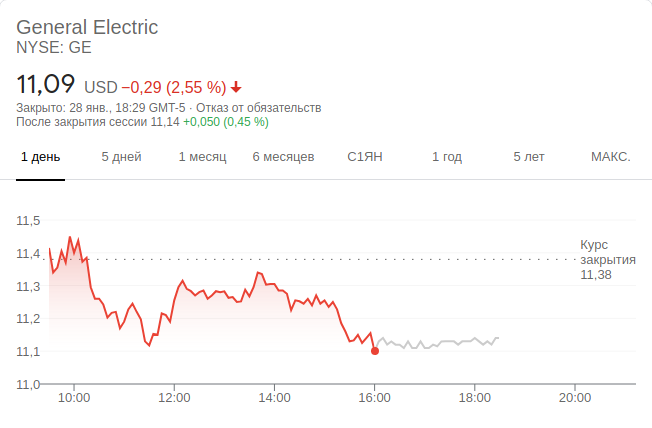 General Electric
NYSE: GE
11,09 USD −0,29 (2,55 %)
Закрыто: 28 янв., 18:29 GMT-5 · Отказ от обязательств
После закрытия сессии 11,14 +0,050 (0,45 %)
1 день 5 дней 1 месяц 6 месяцев С1ЯН 1 год 5 лет МАКС.
11,5
11,4
11,3
11,2
11,1
11,0
Курс
закрытия
11,38
10:00 12:00 14:00 16:00 18:00 20:00